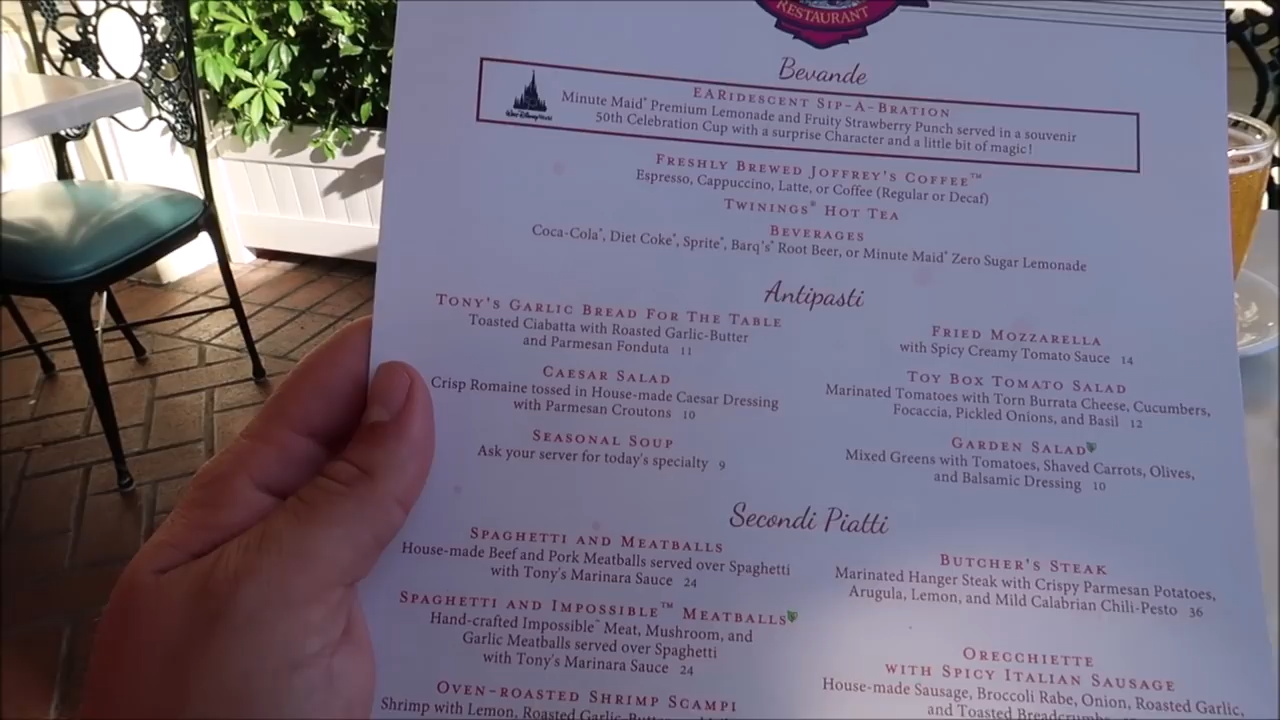 RESTAURANT
Bevande
EARIDESCENT SIP-A-BRATION
Minute Maid® Premium Lemonade and Fruity Strawberry Punch served in a souvenir
50th Celebration Cup with a surprise Character and a little bit of magic!
Walt Disney World
FRESHLY BREWED JOFFREY'S COFFEE™
Espresso, Cappuccino, Latte, or Coffee (Regular or Decaf)
TWININGS® HOT TEA
BEVERAGES
Coca-Cola®, Diet Coke®, Sprite®, Barq's® Root Beer, or Minute Maid® Zero Sugar Lemonade
Antipasti
TONY'S GARLIC BREAD FOR THE TABLE
Toasted Ciabatta with Roasted Garlic-Butter
and Parmesan Fonduta 11
CAESAR SALAD
Crisp Romaine tossed in House-made Caesar Dressing
with Parmesan Croutons 10
SEASONAL SOUP
Ask your server for today's specialty 9
FRIED MOZZARELLA
with Spicy Creamy Tomato Sauce 14
TOY BOX TOMATO SALAD
Marinated Tomatoes with Torn Burrata Cheese, Cucumbers,
Focaccia, Pickled Onions, and Basil 12
GARDEN SALAD
Mixed Greens with Tomatoes, Shaved Carrots, Olives,
and Balsamic Dressing 10
Secondi Piatti
SPAGHETTI AND MEATBALLS
House-made Beef and Pork Meatballs served over Spaghetti
with Tony's Marinara Sauce 24
SPAGHETTI AND IMPOSSIBLE™ MEATBALLS
Hand-crafted Impossible™ Meat, Mushroom, and
Garlic Meatballs served over Spaghetti
with Tony's Marinara Sauce 24
OVEN-ROASTED SHRIMP SCAMPI
Shrimp with Lemon, Roasted Garlic-Butter
BUTCHER'S STEAK
Marinated Hanger Steak with Crispy Parmesan Potatoes,
Arugula, Lemon, and Mild Calabrian Chili-Pesto 36
ORECCHIETTE
WITH SPICY ITALIAN SAUSAGE
House-made Sausage, Broccoli Rabe, Onion, Roasted Garlic,
and Toasted Breadcrumbs